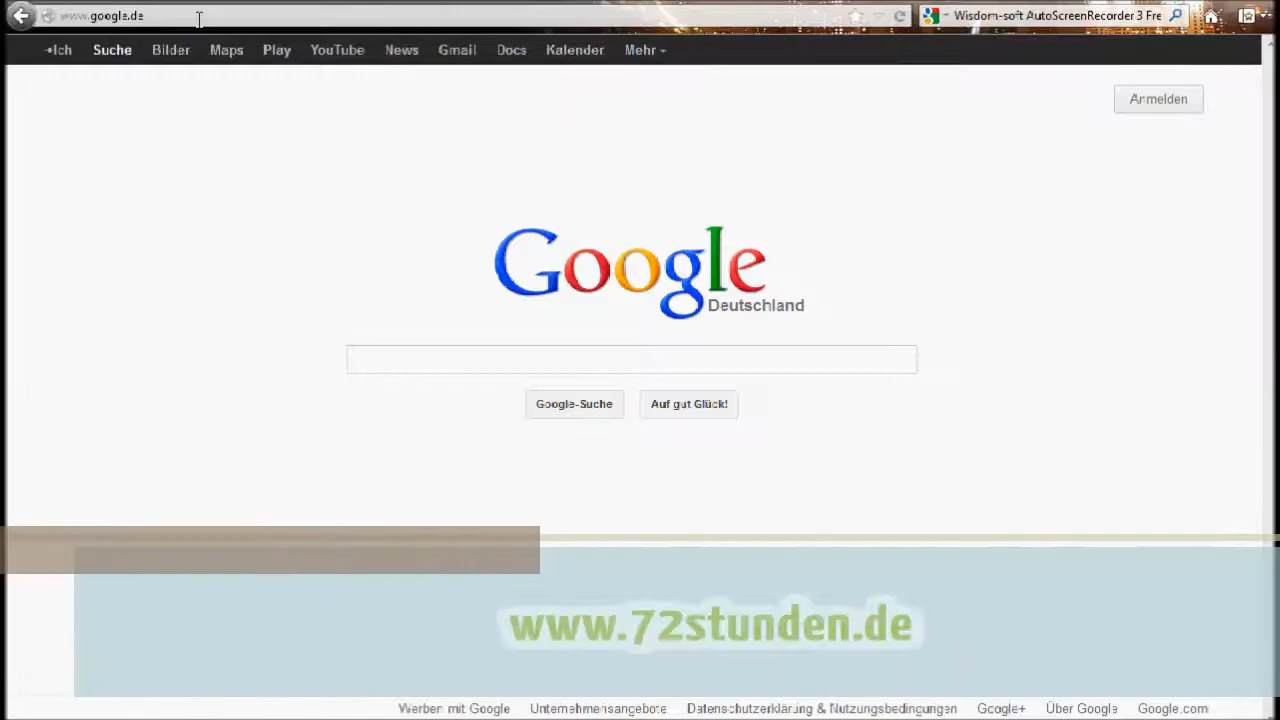 www.google.de
Wisdom-soft AutoScreenRecorder 3 Fre
+Ich Suche Bilder Maps Play YouTube News Gmail Docs Kalender Mehr
Anmelden
Google
Deutschland
Google-Suche Auf gut Glück!
www.72stunden.de
Werben mit Google Unternehmensangebote Datenschutzerklärung & Nutzungsbedingungen Google+ Über Google Google.com